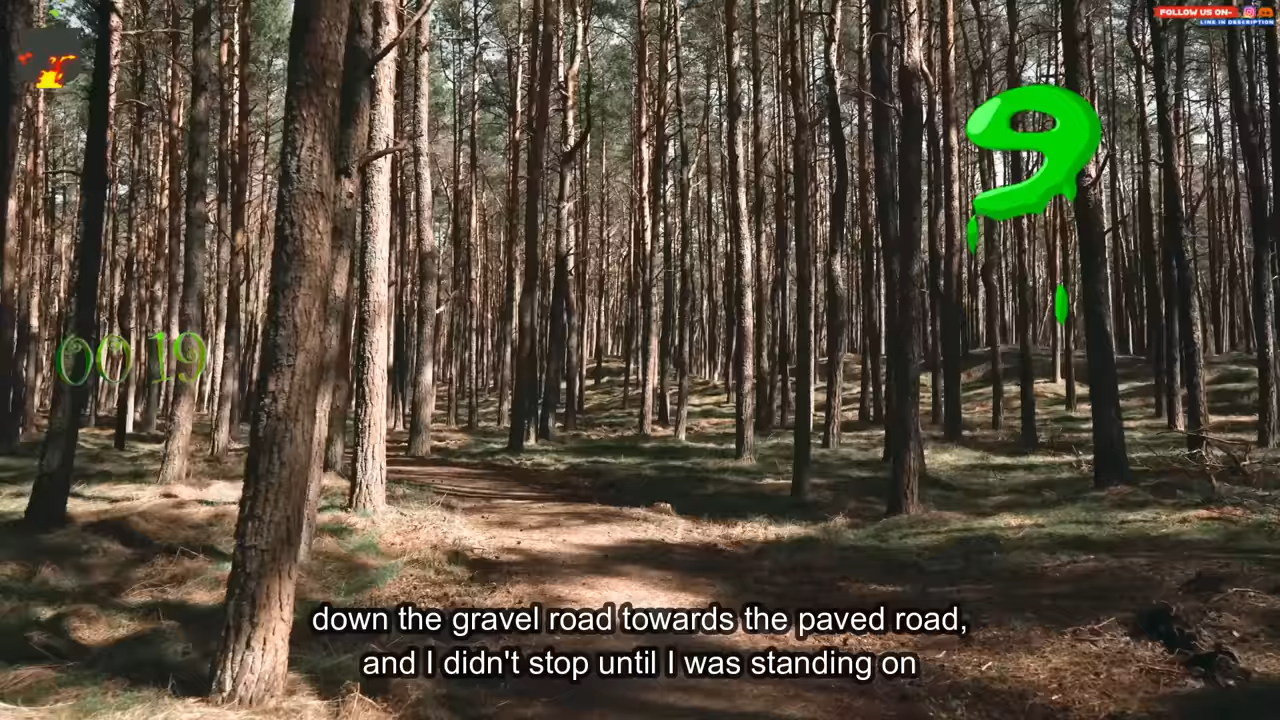 FOLLOW US ON-
LINK IN DESCRIPTION
9
00 19
down the gravel road towards the paved road,
and I didn't stop until I was standing on